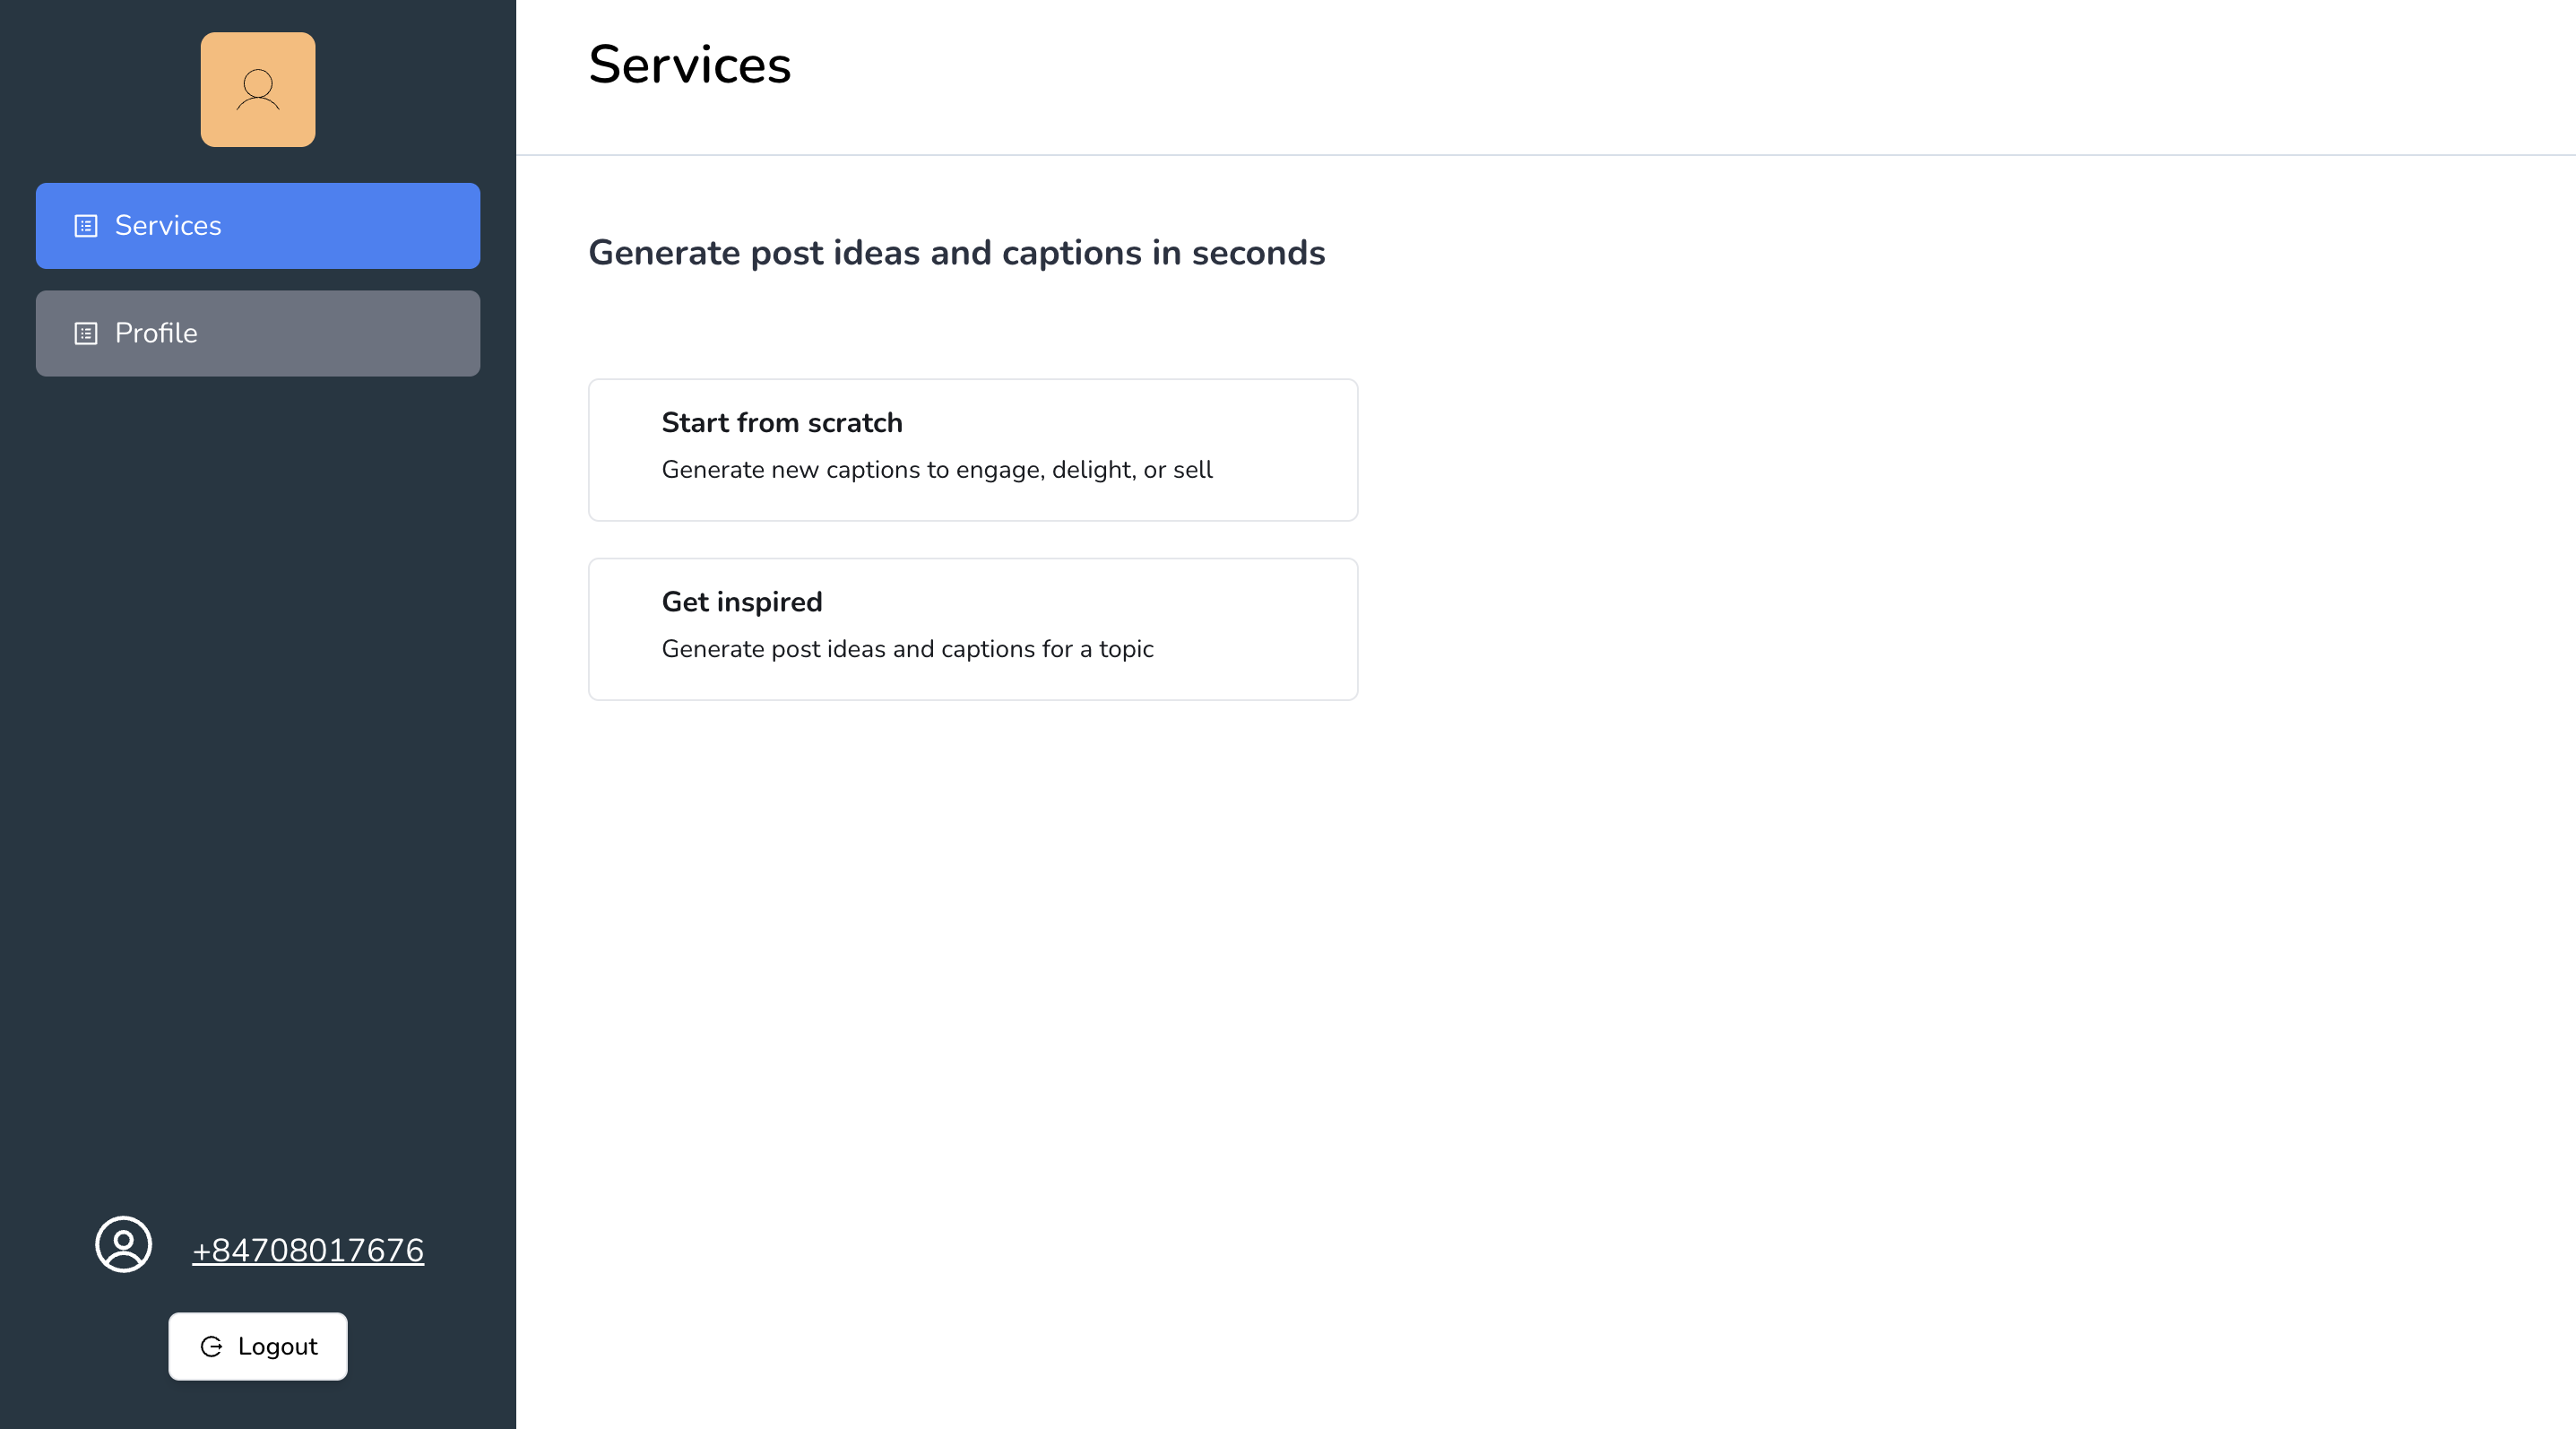 Services
Profile
+84708017676
Logout
Services
Generate post ideas and captions in seconds
Start from scratch
Generate new captions to engage, delight, or sell
Get inspired
Generate post ideas and captions for a topic